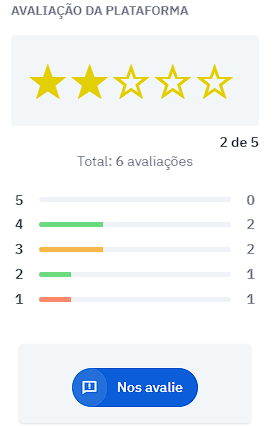 AVALIAÇÃO DA PLATAFORMA
2 de 5
Total: 6 avaliações
5 0
4 2
3 2
2 1
1 1
Nos avalie